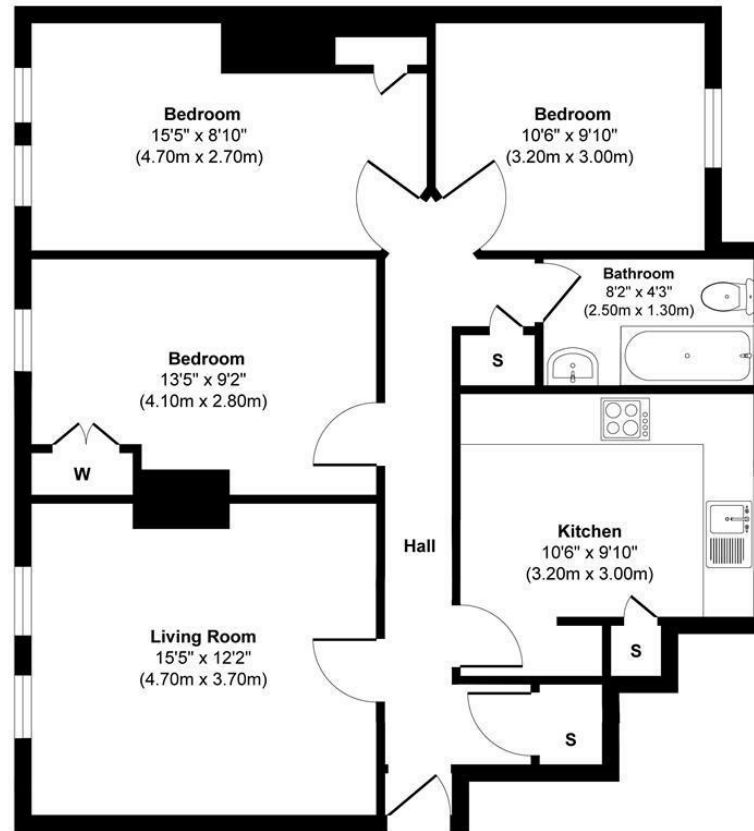 Bedroom
15'5" x 8'10"
(4.70m x 2.70m)
Bedroom
10'6" x 9'10"
(3.20m x 3.00m)
Bathroom
8'2" x 4'3"
(2.50m x 1.30m)
Bedroom
13'5" x 9'2"
(4.10m x 2.80m)
S
W
Hall
Kitchen
10'6" x 9'10"
(3.20m x 3.00m)
Living Room
15'5" x 12'2"
(4.70m x 3.70m)
S
S